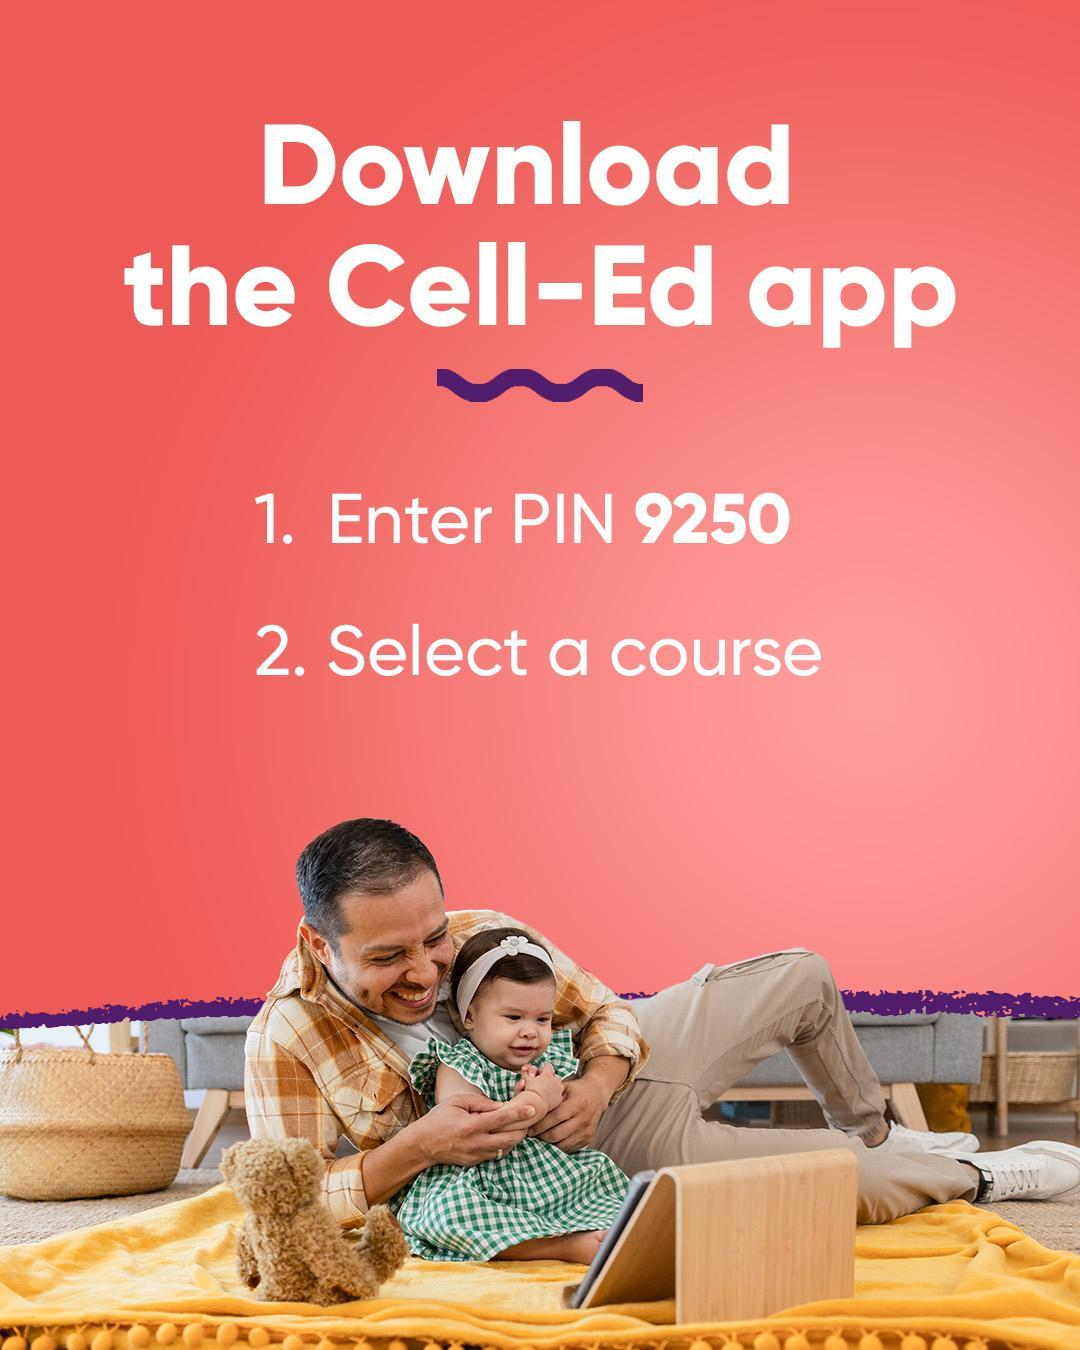 Download
the Cell-Ed app
1. Enter PIN 9250
2. Select a course